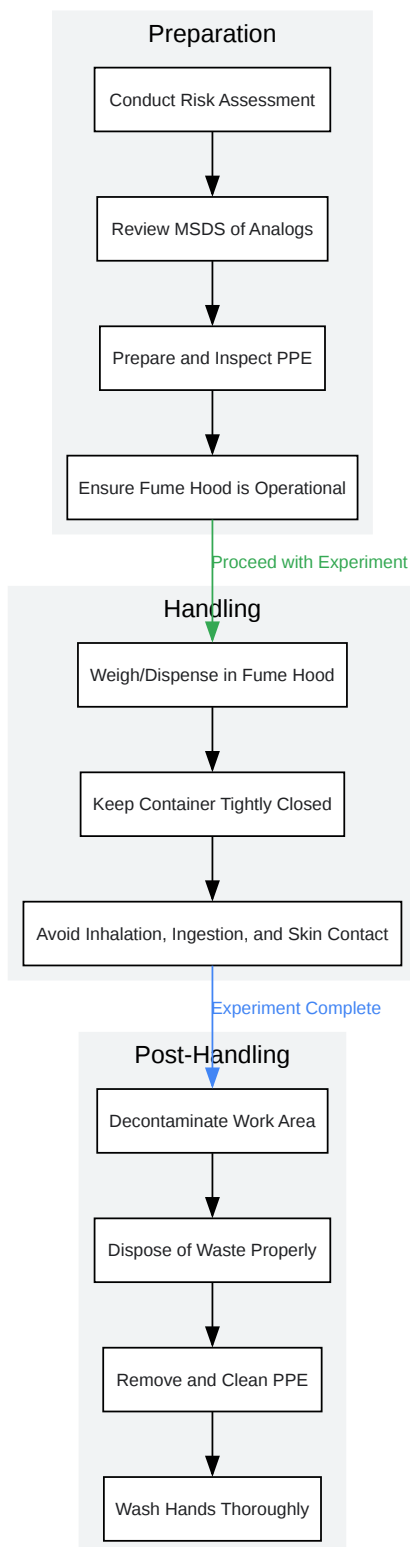 Preparation
Conduct Risk Assessment
Review MSDS of Analogs
Prepare and Inspect PPE
Ensure Fume Hood is Operational
Proceed with Experiment
Handling
Weigh/Dispense in Fume Hood
Keep Container Tightly Closed
Avoid Inhalation, Ingestion, and Skin Contact
Experiment Complete
Post-Handling
Decontaminate Work Area
Dispose of Waste Properly
Remove and Clean PPE
Wash Hands Thoroughly